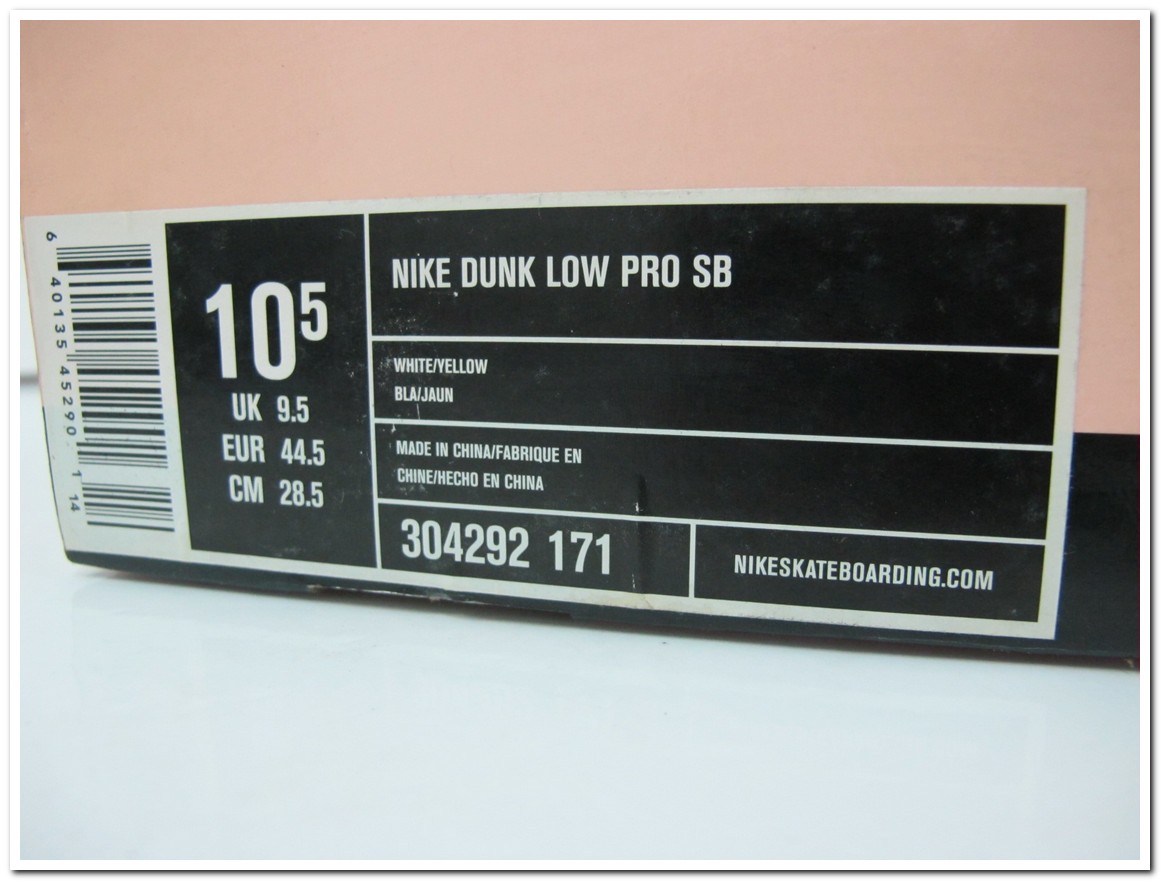 6 40135 45290 1 14
10 5
UK 9.5
EUR 44.5
CM 28.5
NIKE DUNK LOW PRO SB
WHITE/YELLOW
BLA/JAUN
MADE IN CHINA/FABRIQUE EN
CHINE/HECHO EN CHINA
304292 171
NIKESKATEBOARDING.COM